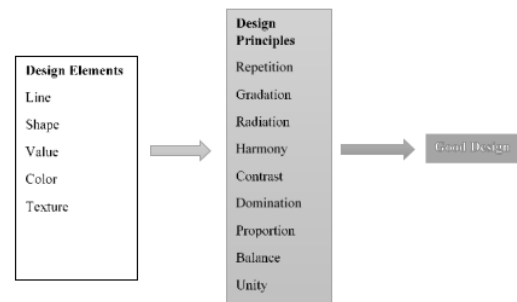 Design Elements
Line
Shape
Value
Color
Texture
Design
Principles
Repetition
Gradation
Radiation
Harmony
Contrast
Domination
Proportion
Balance
Unity
Good Design